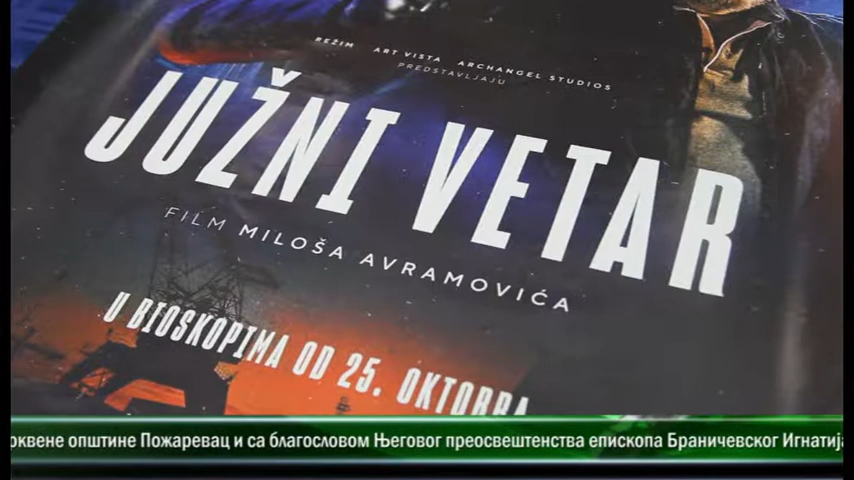 REŽIM ART VISTA ARCHANGEL STUDIOS
PREDSTAVLJAJU
JUŽNI VETAR
FILM MILOŠA AVRAMOVIĆA
U BIOSKOPIMA OD 25. OKTOBRA
општине Пожаревац и са благословом Његовог преосвештенства епископа Браничевског